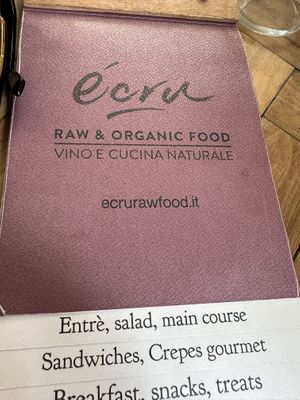 écru
RAW & ORGANIC FOOD
VINO E CUCINA NATURALE
ecrurawfood.it
Entrè, salad, main course
Sandwiches, Crepes gourmet
Breakfast, snacks, treats